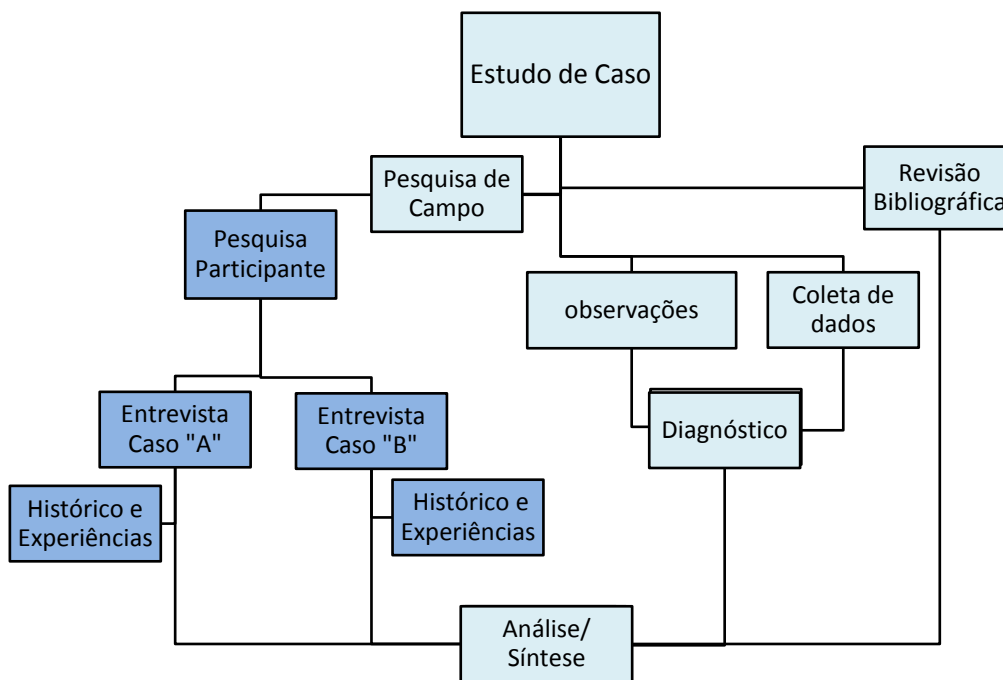 Estudo de Caso
Pesquisa de
Campo
Revisão
Bibliográfica
Pesquisa
Participante
observações
Coleta de
dados
Entrevista
Caso "A"
Entrevista
Caso "B"
Diagnóstico
Histórico e
Experiências
Histórico e
Experiências
Análise/
Síntese